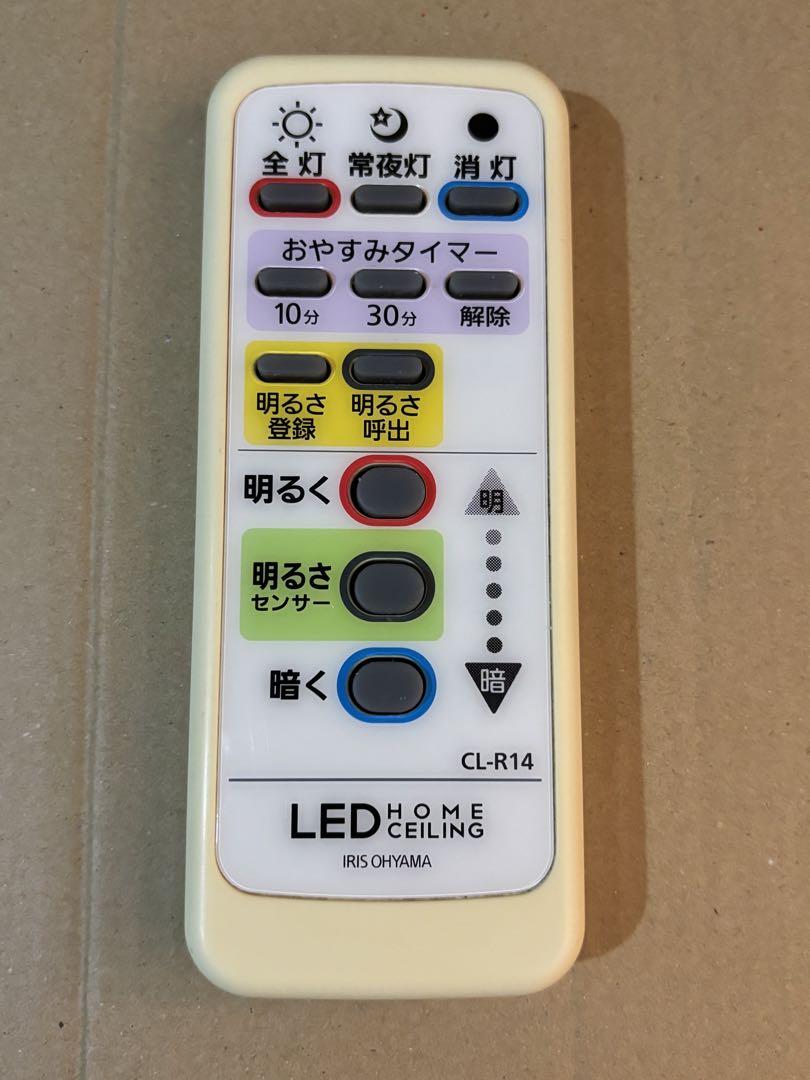 全灯 常夜灯 消灯
おやすみタイマー
10分 30分 解除
明るさ登録 明るさ呼出
明るく
明
明るさ
センサー
暗く
暗
CL-R14
LED HOME CEILING
IRIS OHYAMA